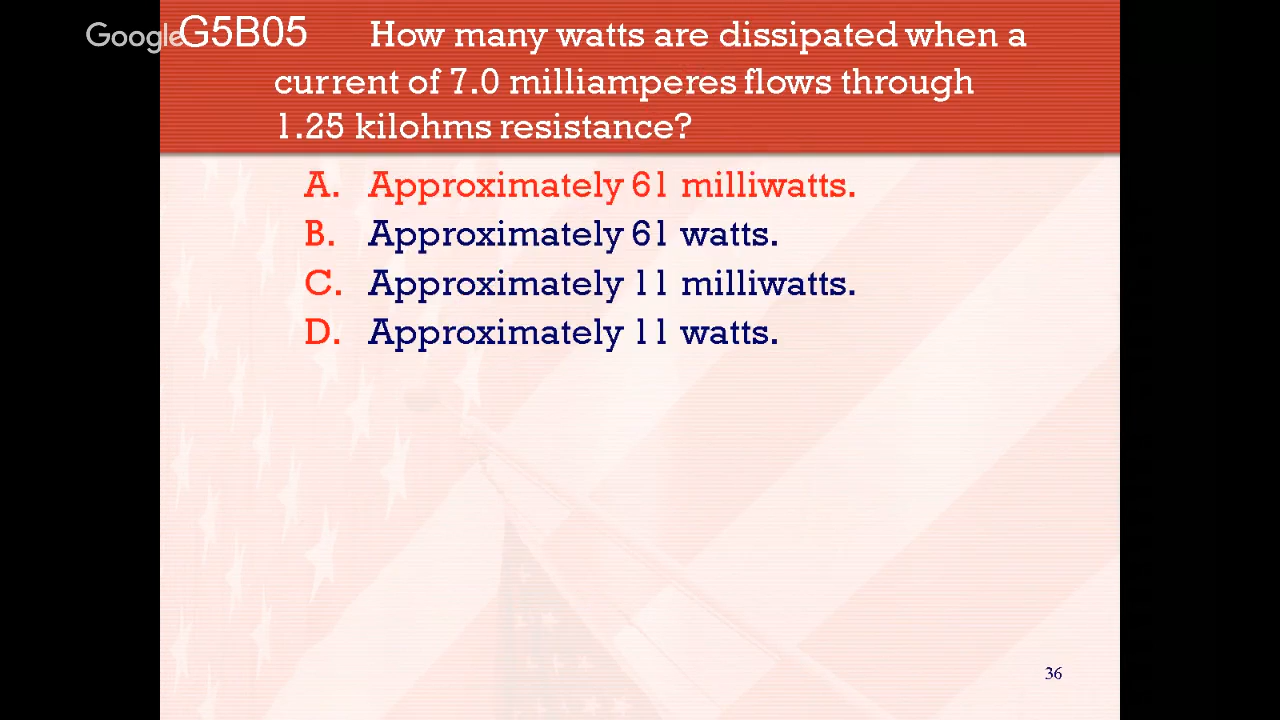 Google G5B05 How many watts are dissipated when a
current of 7.0 milliamperes flows through
1.25 kilohms resistance?
A. Approximately 61 milliwatts.
B. Approximately 61 watts.
C. Approximately 11 milliwatts.
D. Approximately 11 watts.
36